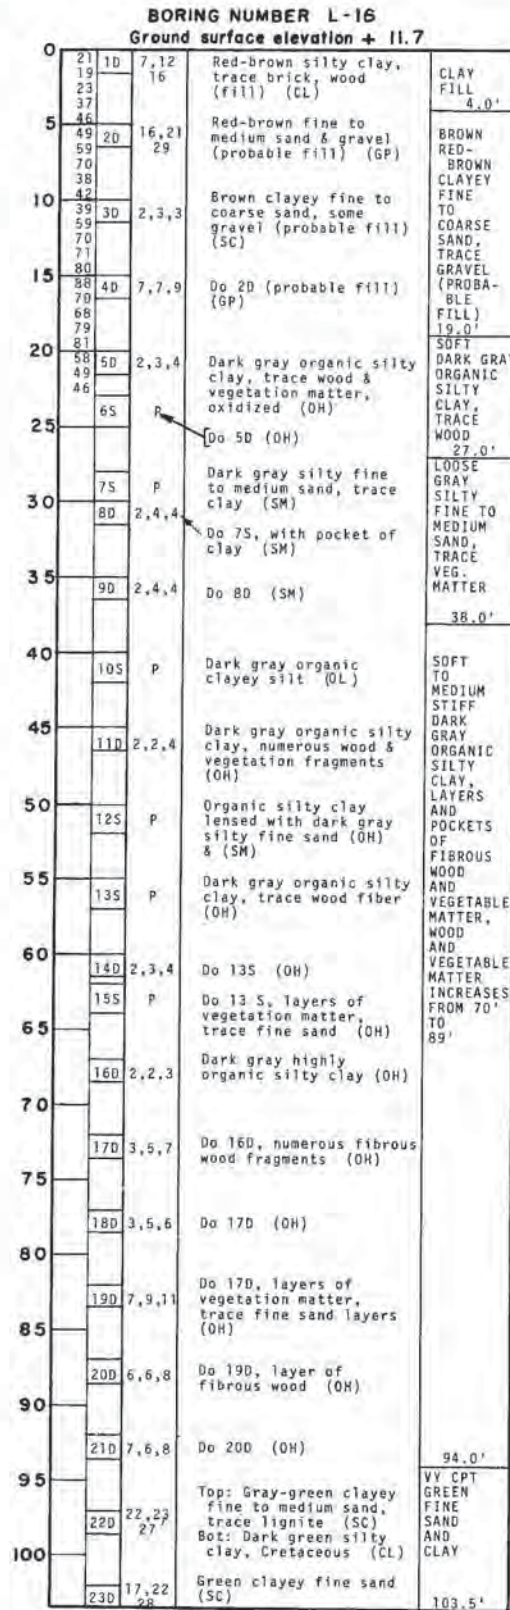 BORING NUMBER L-16
Ground surface elevation + 11.7
0
21
19
23
37
46
1D
7,12
16
Red-brown silty clay,
trace brick, wood
(fill) (CL)
CLAY
FILL
4.0'
5
49
59
70
38
42
2D
16,21
29
Red-brown fine to
medium sand & gravel
(probable fill) (GP)
BROWN
RED-
BROWN
CLAYEY
FINE
TO
COARSE
SAND,
TRACE
GRAVEL
(PROBA-
BLE
FILL)
19.0'
10
39
59
70
71
80
3D
2,3,3
Brown clayey fine to
coarse sand, some
gravel (probable fill)
(SC)
15
88
70
68
79
81
4D
7,7,9
Do 2D (probable fill)
(GP)
20
58
49
46
5D
2,3,4
Dark gray organic silty
clay, trace wood &
vegetation matter,
oxidized (OH)
SOFT
DARK GRAY
ORGANIC
SILTY
CLAY,
TRACE
WOOD
27.0'
6S
P
25
Do 5D (OH)
7S
P
Dark gray silty fine
to medium sand, trace
clay (SM)
LOOSE
GRAY
SILTY
FINE TO
MEDIUM
SAND,
TRACE
VEG.
MATTER
38.0'
30
8D
2,4,4
Do 7S, with pocket of
clay (SM)
35
9D
2,4,4
Do 8D (SM)
40
10S
P
Dark gray organic
clayey silt (OL)
SOFT
TO
MEDIUM
STIFF
DARK
GRAY
ORGANIC
SILTY
CLAY,
LAYERS
AND
POCKETS
OF
FIBROUS
WOOD
AND
VEGETABLE
MATTER,
WOOD
AND
VEGETABLE
MATTER
INCREASES
FROM 70'
TO
89'
45
11D
2,2,4
Dark gray organic silty
clay, numerous wood &
vegetation fragments
(OH)
50
12S
P
Organic silty clay
lensed with dark gray
silty fine sand (OH)
& (SM)
55
13S
P
Dark gray organic silty
clay, trace wood fiber
(OH)
60
14D
2,3,4
Do 13S (OH)
15S
P
Do 13 S, layers of
vegetation matter,
trace fine sand (OH)
65
16D
2,2,3
Dark gray highly
organic silty clay (OH)
70
17D
3,5,7
Do 16D, numerous fibrous
wood fragments (OH)
75
18D
3,5,6
Do 17D (OH)
80
19D
7,9,11
Do 17D, layers of
vegetation matter,
trace fine sand layers
(OH)
85
20D
6,6,8
Do 19D, layer of
fibrous wood (OH)
90
21D
7,6,8
Do 20D (OH)
94.0'
95
22D
22,23
27
Top: Gray-green clayey
fine to medium sand,
trace lignite (SC)
Bot: Dark green silty
clay, Cretaceous (CL)
VY CPT
GREEN
FINE
SAND
AND
CLAY
100
23D
17,22
28
Green clayey fine sand
(SC)
103.5'